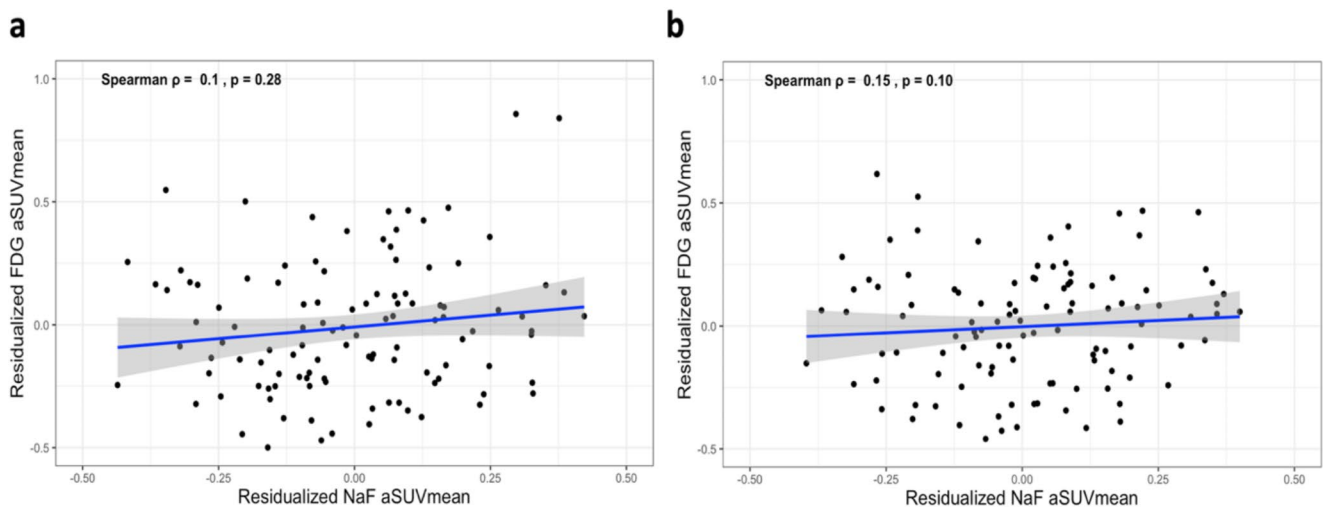 a
Spearman ρ = 0.1 , p = 0.28
Residualized FDG aSUVmean
1.0
0.5
0.0
-0.5
-0.50
-0.25
0.00
0.25
0.50
Residualized NaF aSUVmean
b
Spearman ρ = 0.15 , p = 0.10
Residualized FDG aSUVmean
1.0
0.5
0.0
-0.5
-0.50
-0.25
0.00
0.25
0.50
Residualized NaF aSUVmean